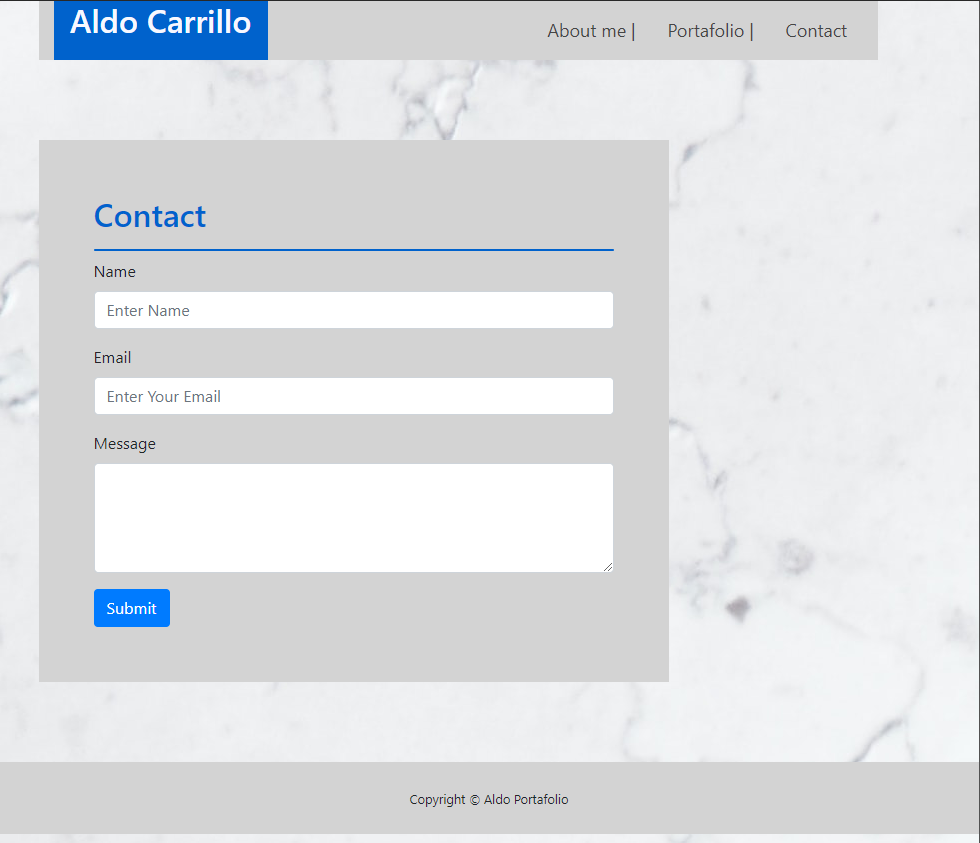 Aldo Carrillo
About me | Portafolio | Contact
Contact
Name
Enter Name
Email
Enter Your Email
Message
Submit
Copyright © Aldo Portafolio